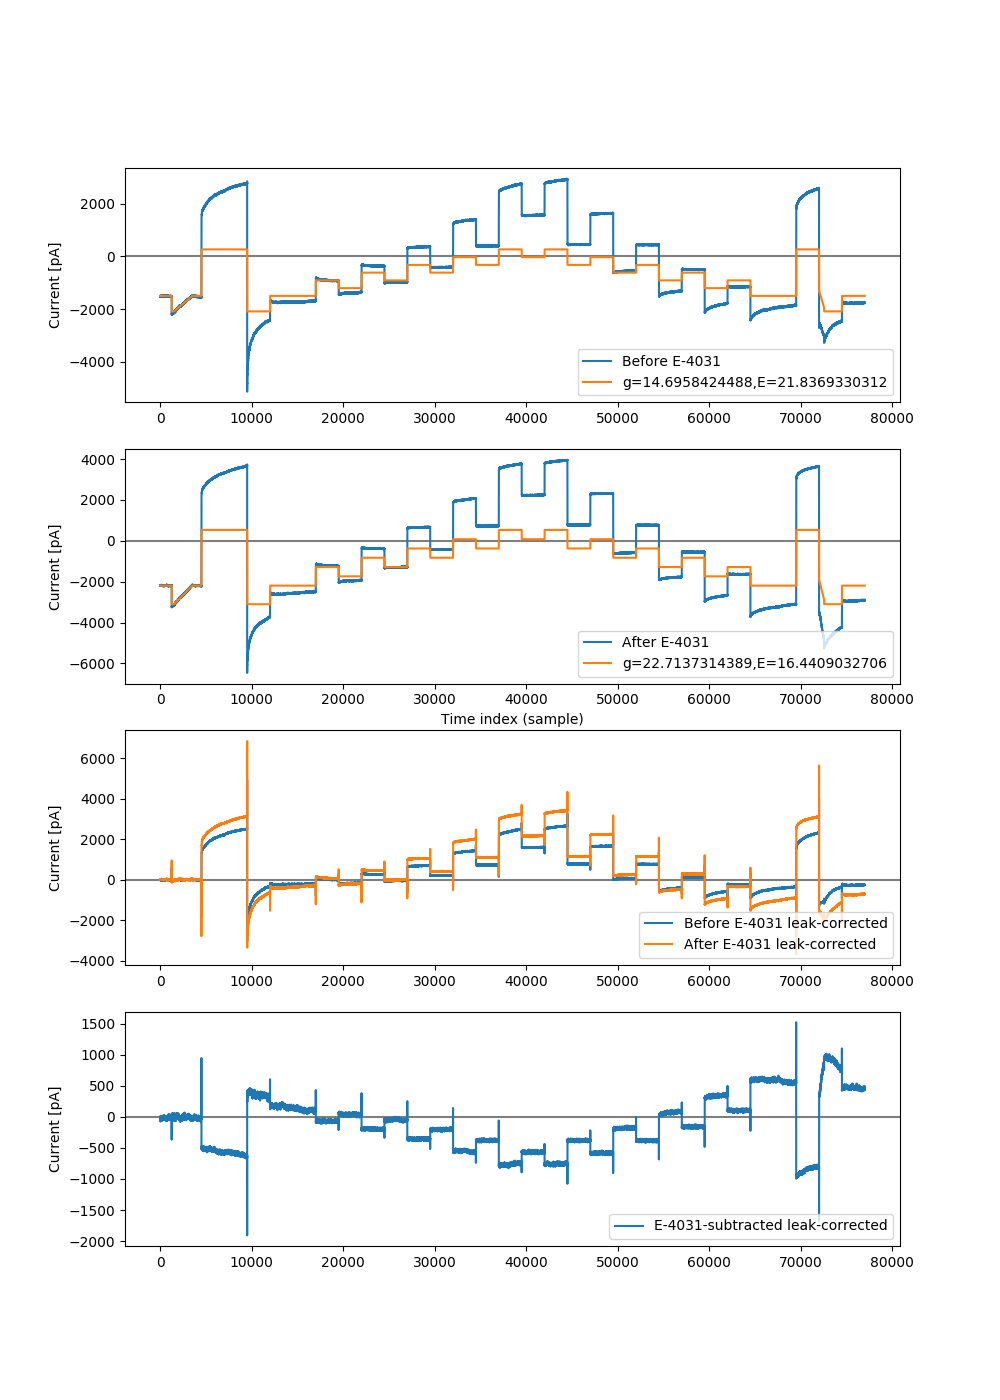 2000
0
−2000
−4000
Current [pA]
Before E-4031
g=14.6958424488,E=21.8369330312
0 10000 20000 30000 40000 50000 60000 70000 80000
4000
2000
0
−2000
−4000
−6000
Current [pA]
After E-4031
g=22.7137314389,E=16.4409032706
0 10000 20000 30000 40000 50000 60000 70000 80000
Time index (sample)
6000
4000
2000
0
−2000
−4000
Current [pA]
Before E-4031 leak-corrected
After E-4031 leak-corrected
0 10000 20000 30000 40000 50000 60000 70000 80000
1500
1000
500
0
−500
−1000
−1500
−2000
Current [pA]
E-4031-subtracted leak-corrected
0 10000 20000 30000 40000 50000 60000 70000 80000